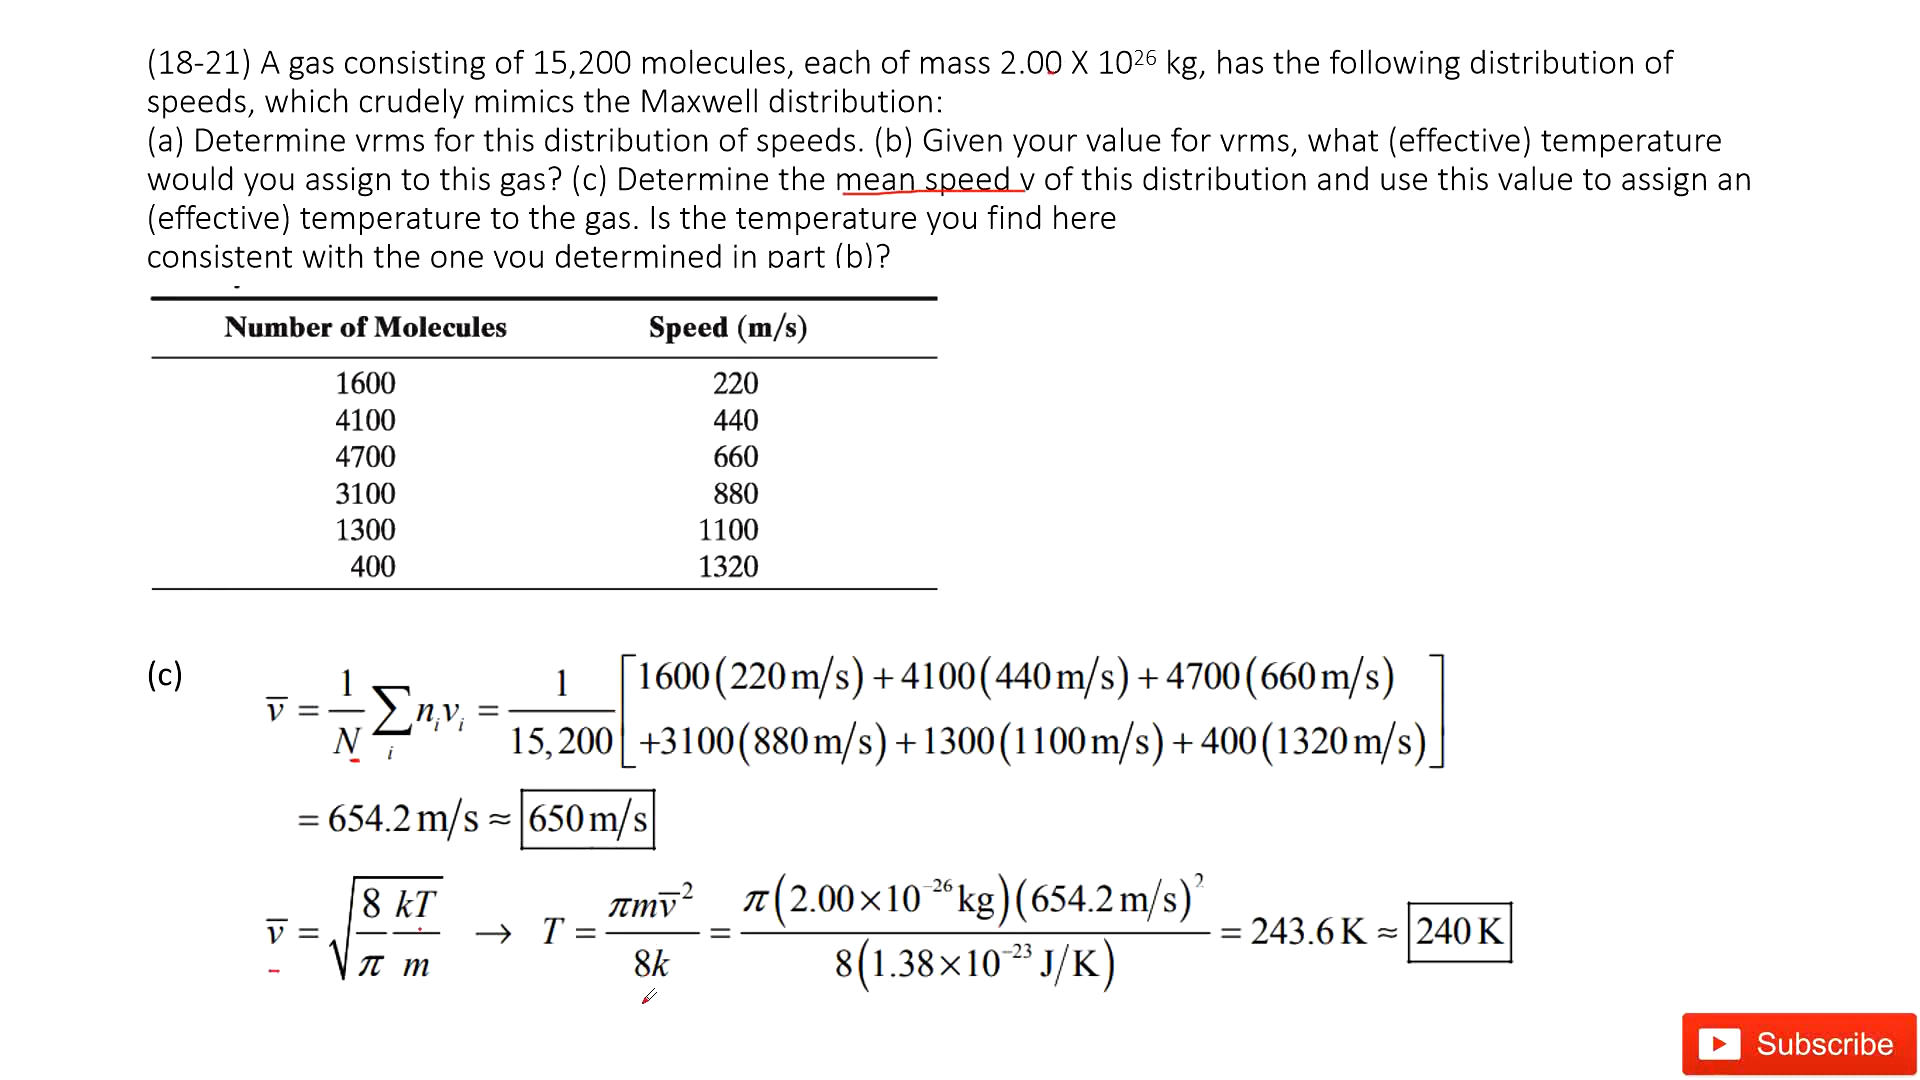 (18-21) A gas consisting of 15,200 molecules, each of mass 2.00 X 10²⁶ kg, has the following distribution of
speeds, which crudely mimics the Maxwell distribution:
(a) Determine vrms for this distribution of speeds. (b) Given your value for vrms, what (effective) temperature
would you assign to this gas? (c) Determine the mean speed v of this distribution and use this value to assign an
(effective) temperature to the gas. Is the temperature you find here
consistent with the one you determined in part (b)?
Number of Molecules Speed (m/s)
1600 220
4100 440
4700 660
3100 880
1300 1100
400 1320
(c) v̅ = 1/N ∑ᵢ nᵢvᵢ = 1/15,200 [1600(220 m/s) + 4100(440 m/s) + 4700(660 m/s)
+3100(880 m/s) + 1300(1100 m/s) + 400(1320 m/s)]
= 654.2 m/s ≈ 650 m/s
v̅ = √(8/π kT/m) → T = πmv̅²/8k = π(2.00×10⁻²⁶ kg)(654.2 m/s)²/8(1.38×10⁻²³ J/K) = 243.6 K ≈ 240 K
Subscribe